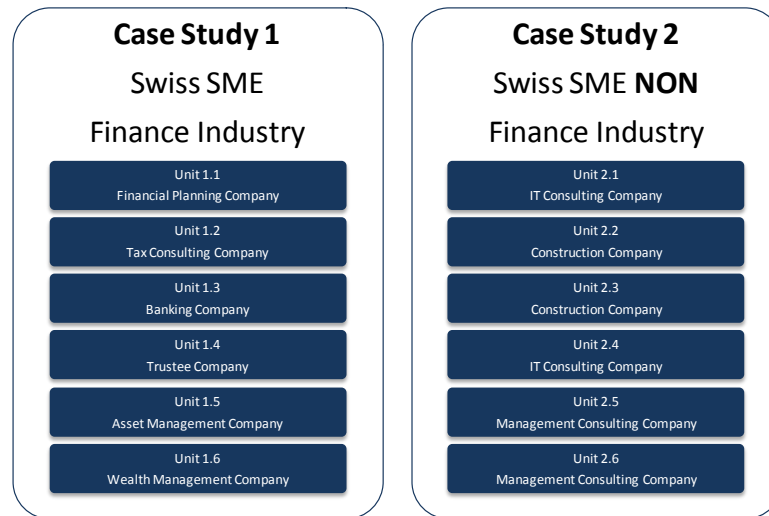 Case Study 1
Swiss SME
Finance Industry
Unit 1.1
Financial Planning Company
Unit 1.2
Tax Consulting Company
Unit 1.3
Banking Company
Unit 1.4
Trustee Company
Unit 1.5
Asset Management Company
Unit 1.6
Wealth Management Company
Case Study 2
Swiss SME NON
Finance Industry
Unit 2.1
IT Consulting Company
Unit 2.2
Construction Company
Unit 2.3
Construction Company
Unit 2.4
IT Consulting Company
Unit 2.5
Management Consulting Company
Unit 2.6
Management Consulting Company